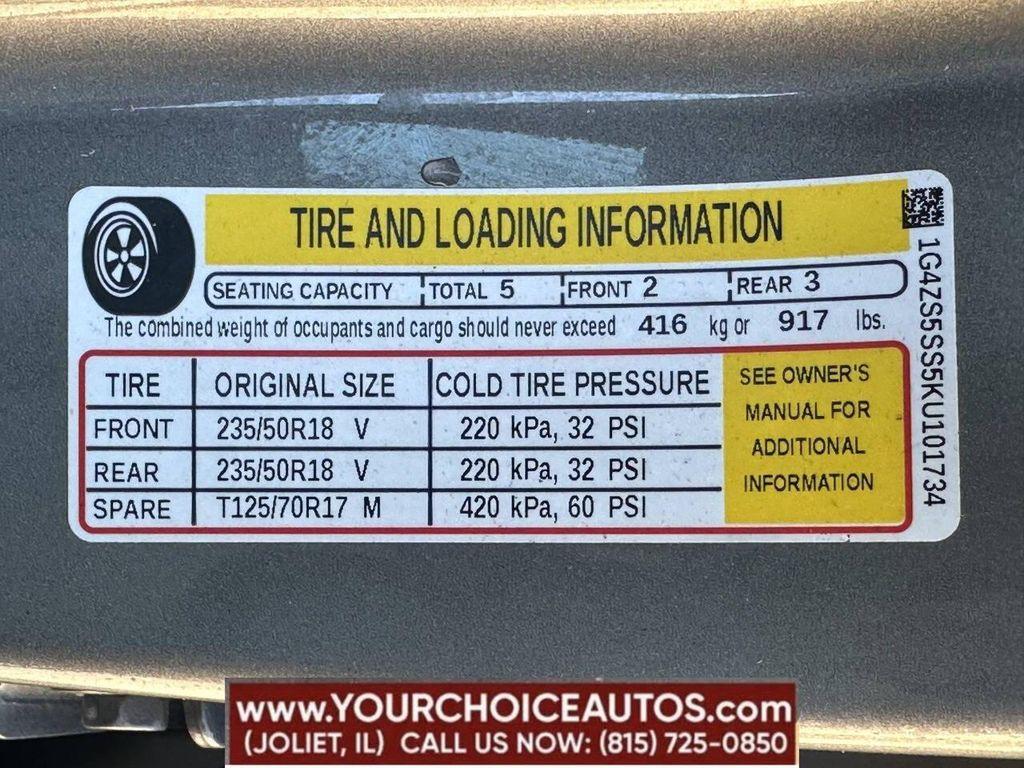 TIRE AND LOADING INFORMATION
SEATING CAPACITY TOTAL 5 FRONT 2 REAR 3
The combined weight of occupants and cargo should never exceed 416 kg or 917 lbs.
TIRE ORIGINAL SIZE COLD TIRE PRESSURE
FRONT 235/50R18 V 220 kPa, 32 PSI
REAR 235/50R18 V 220 kPa, 32 PSI
SPARE T125/70R17 M 420 kPa, 60 PSI
SEE OWNER'S
MANUAL FOR
ADDITIONAL
INFORMATION
1G4ZS5SS5KU101734
www.YOURCHOICEAUTOS.com
(JOLIET, IL) CALL US NOW: (815) 725-0850